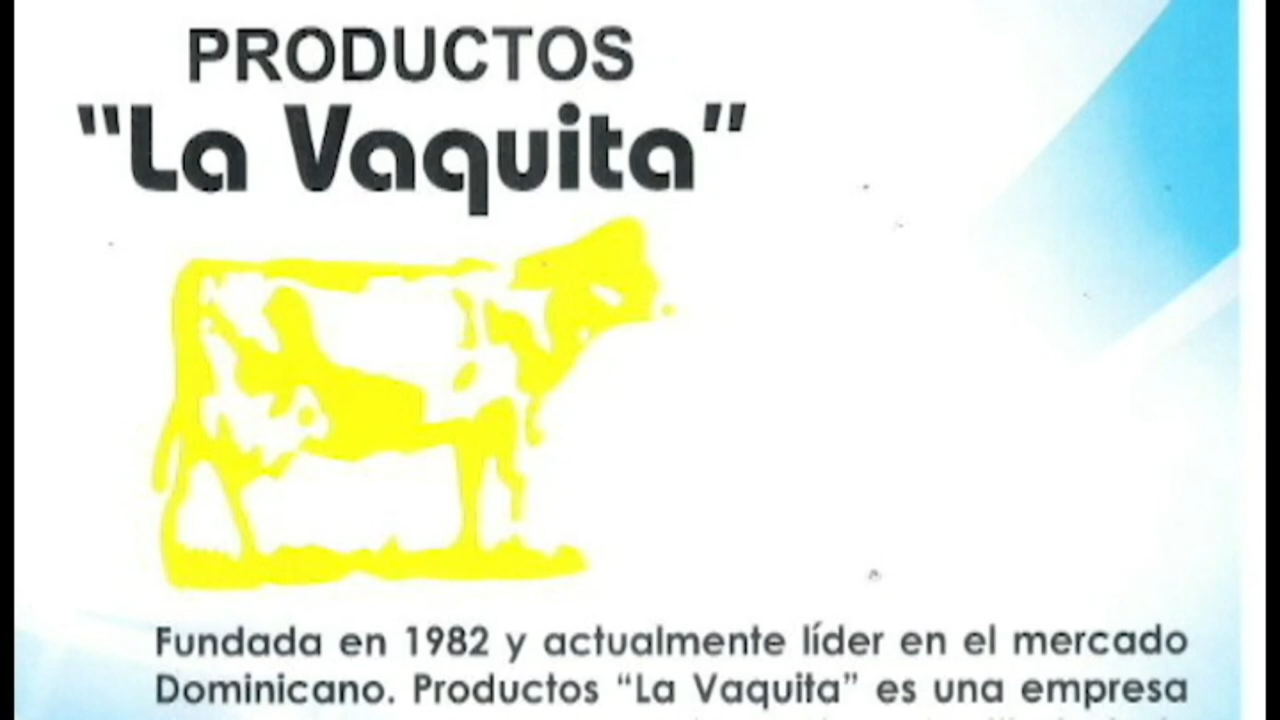 PRODUCTOS
"La Vaquita"
Fundada en 1982 y actualmente líder en el mercado
Dominicano. Productos “La Vaquita” es una empresa